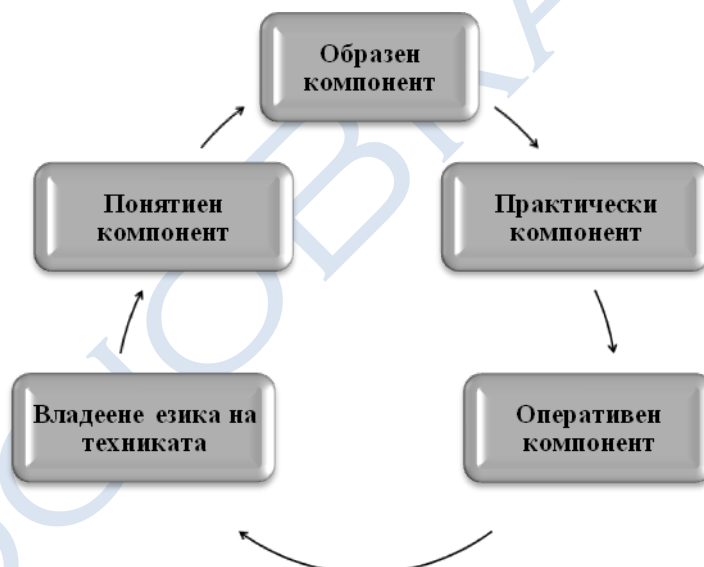 Образен
компонент
Понятиен
компонент
Практически
компонент
Владеене езика на
техниката
Оперативен
компонент